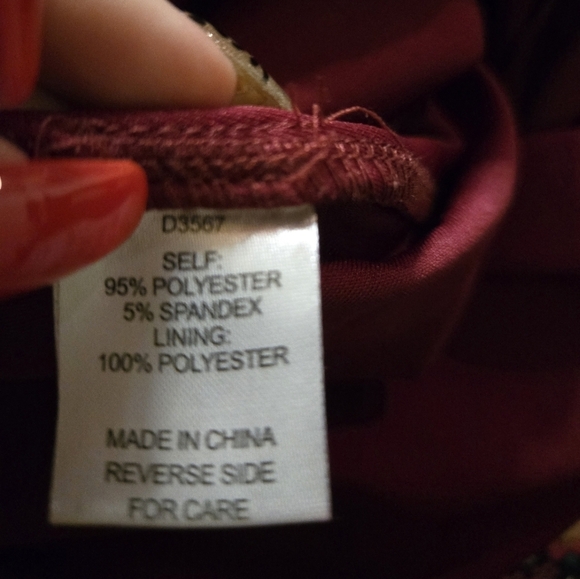 D3567
SELF:
95% POLYESTER
5% SPANDEX
LINING:
100% POLYESTER
MADE IN CHINA
REVERSE SIDE
FOR CARE